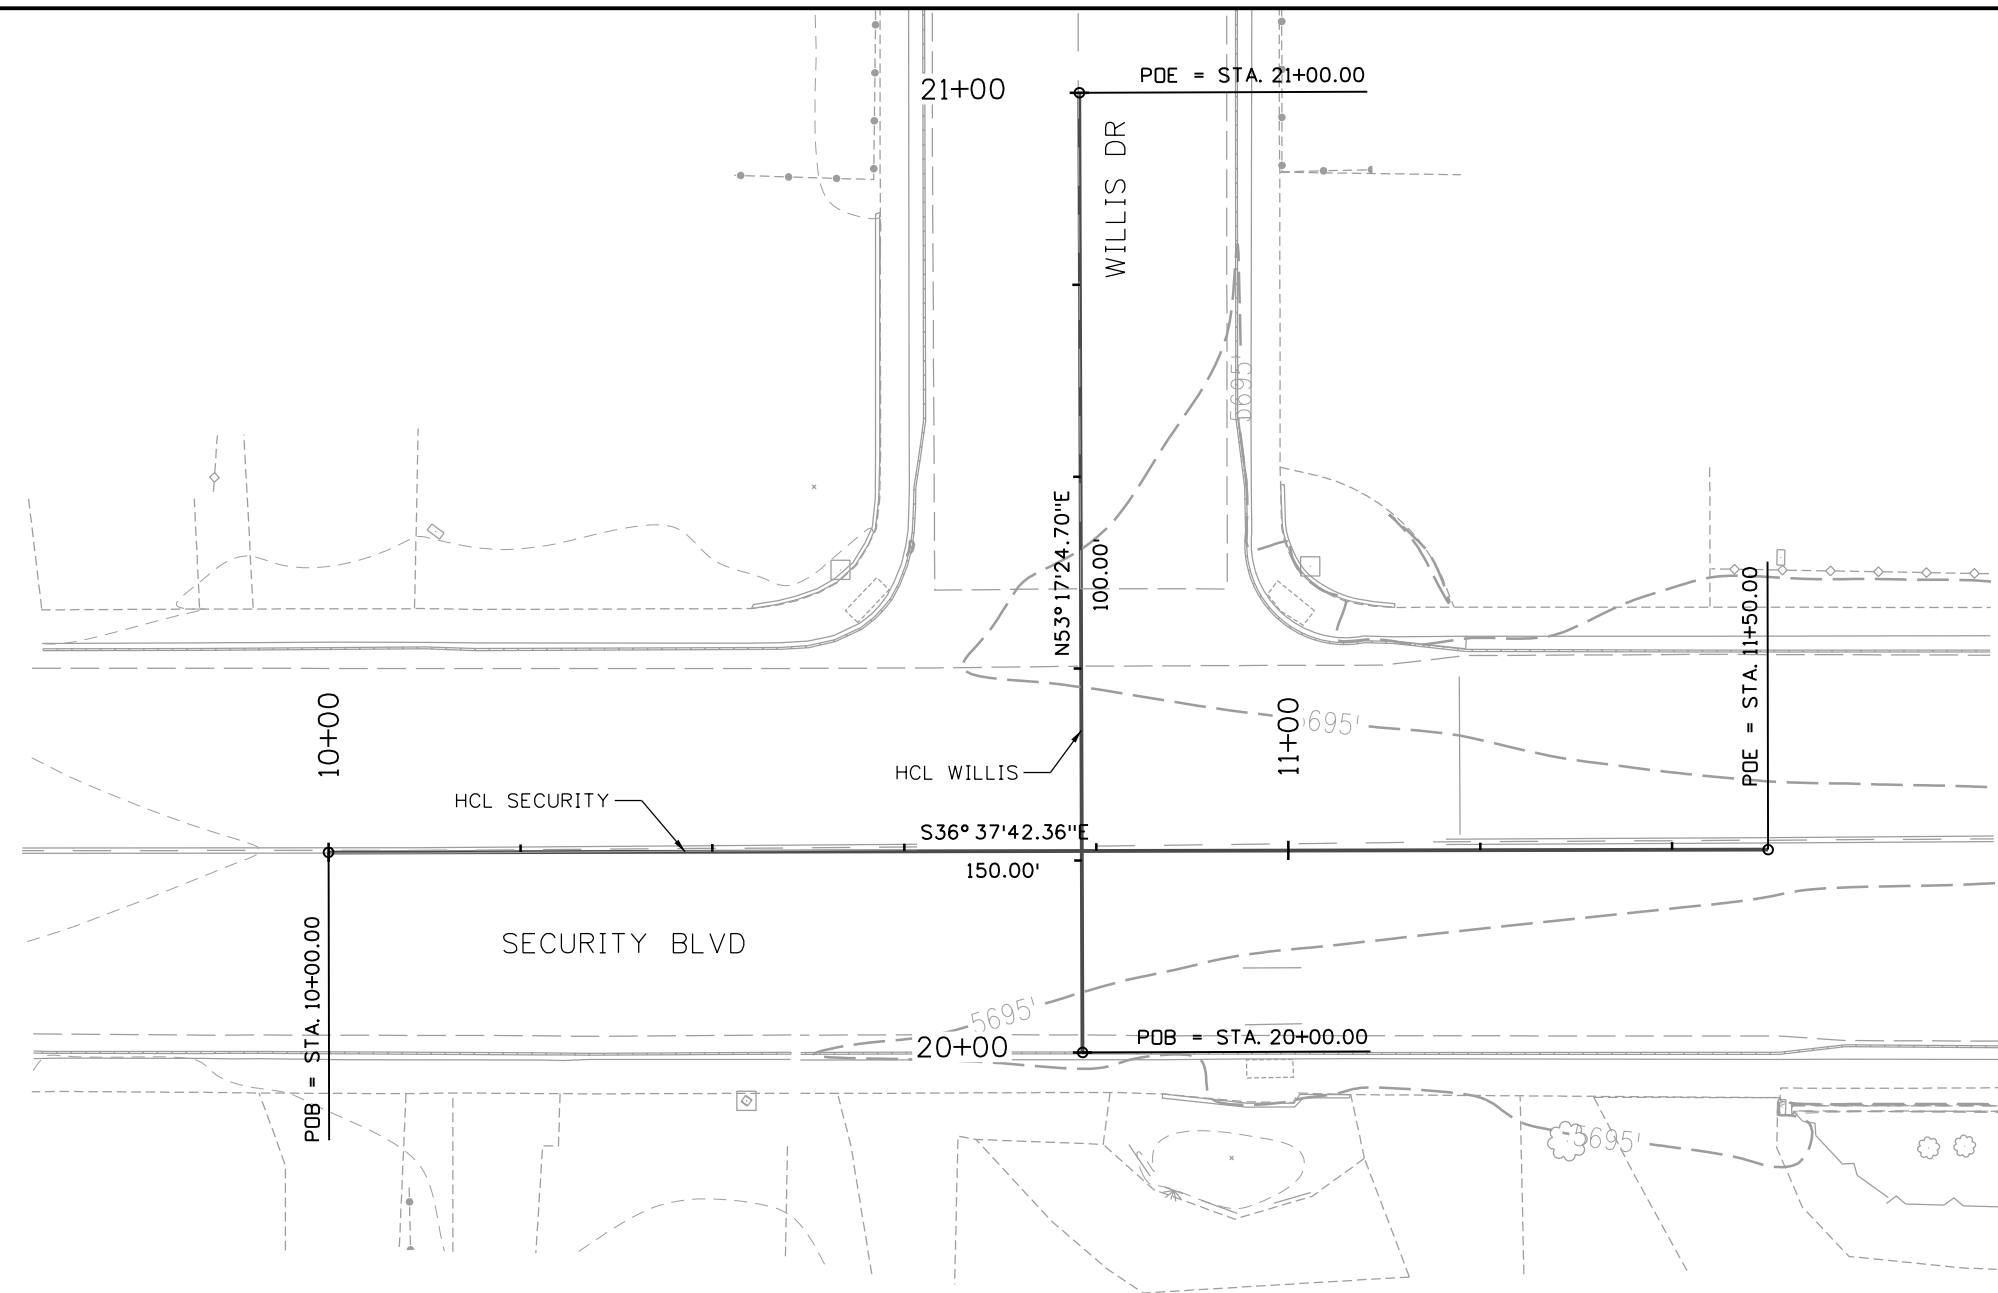 21+00
POE = STA. 21+00.00
WILLIS DR
5695'
N53°17'24.70"E
100.00'
10+00
11+00
5695'
POE = STA. 11+50.00
HCL WILLIS
HCL SECURITY
S36°37'42.36"E
150.00'
SECURITY BLVD
POB = STA. 10+00.00
5695'
20+00
POB = STA. 20+00.00
5695'